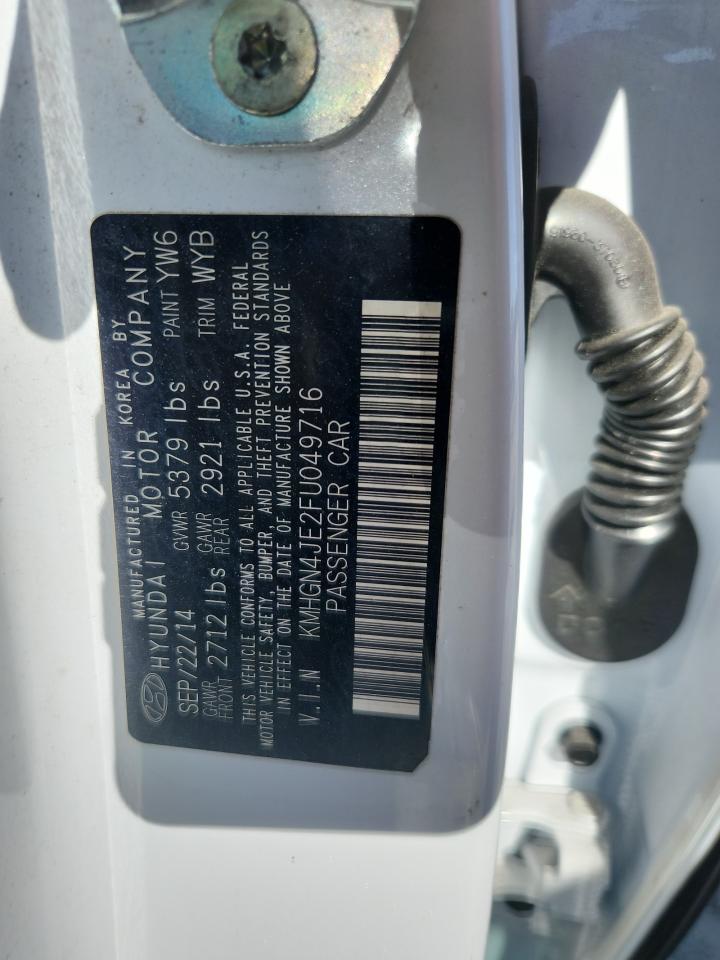 MANUFACTURED IN KOREA BY
HYUNDAI MOTOR COMPANY
SEP/22/14 GVWR 5379 lbs PAINT YW6
GAWR FRONT 2712 lbs GAWR REAR 2921 lbs TRIM WYB
THIS VEHICLE CONFORMS TO ALL APPLICABLE U.S.A. FEDERAL
MOTOR VEHICLE SAFETY, BUMPER, AND THEFT PREVENTION STANDARDS
IN EFFECT ON THE DATE OF MANUFACTURE SHOWN ABOVE
V.I.N KMHGN4JE2FU049716
PASSENGER CAR